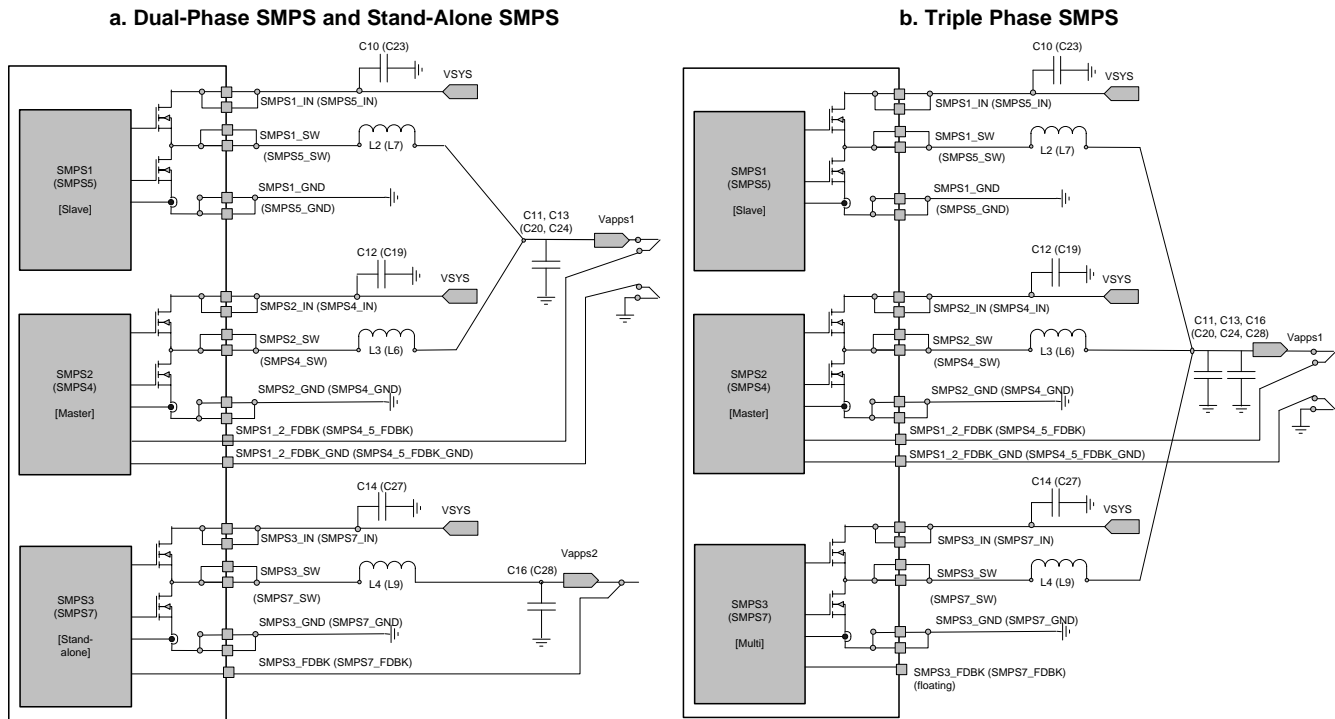 a. Dual-Phase SMPS and Stand-Alone SMPS
C10 (C23)
VSYS
SMPS1_IN (SMPS5_IN)
SMPS1_SW
(SMPS5_SW)
L2 (L7)
SMPS1
(SMPS5)
[Slave]
SMPS1_GND
(SMPS5_GND)
C11, C13
(C20, C24)
Vapps1
C12 (C19)
VSYS
SMPS2_IN (SMPS4_IN)
SMPS2_SW
(SMPS4_SW)
L3 (L6)
SMPS2
(SMPS4)
[Master]
SMPS2_GND (SMPS4_GND)
SMPS1_2_FDBK (SMPS4_5_FDBK)
SMPS1_2_FDBK_GND (SMPS4_5_FDBK_GND)
C14 (C27)
VSYS
SMPS3_IN (SMPS7_IN)
SMPS3_SW
(SMPS7_SW)
L4 (L9)
C16 (C28)
Vapps2
SMPS3
(SMPS7)
[Stand-
alone]
SMPS3_GND (SMPS7_GND)
SMPS3_FDBK (SMPS7_FDBK)
b. Triple Phase SMPS
C10 (C23)
VSYS
SMPS1_IN (SMPS5_IN)
SMPS1_SW
(SMPS5_SW)
L2 (L7)
SMPS1
(SMPS5)
[Slave]
SMPS1_GND
(SMPS5_GND)
C12 (C19)
VSYS
SMPS2_IN (SMPS4_IN)
SMPS2_SW
(SMPS4_SW)
L3 (L6)
C11, C13, C16
(C20, C24, C28)
Vapps1
SMPS2
(SMPS4)
[Master]
SMPS2_GND (SMPS4_GND)
SMPS1_2_FDBK (SMPS4_5_FDBK)
SMPS1_2_FDBK_GND (SMPS4_5_FDBK_GND)
C14 (C27)
VSYS
SMPS3_IN (SMPS7_IN)
SMPS3_SW
(SMPS7_SW)
L4 (L9)
SMPS3
(SMPS7)
[Multi]
SMPS3_GND (SMPS7_GND)
SMPS3_FDBK (SMPS7_FDBK)
(floating)